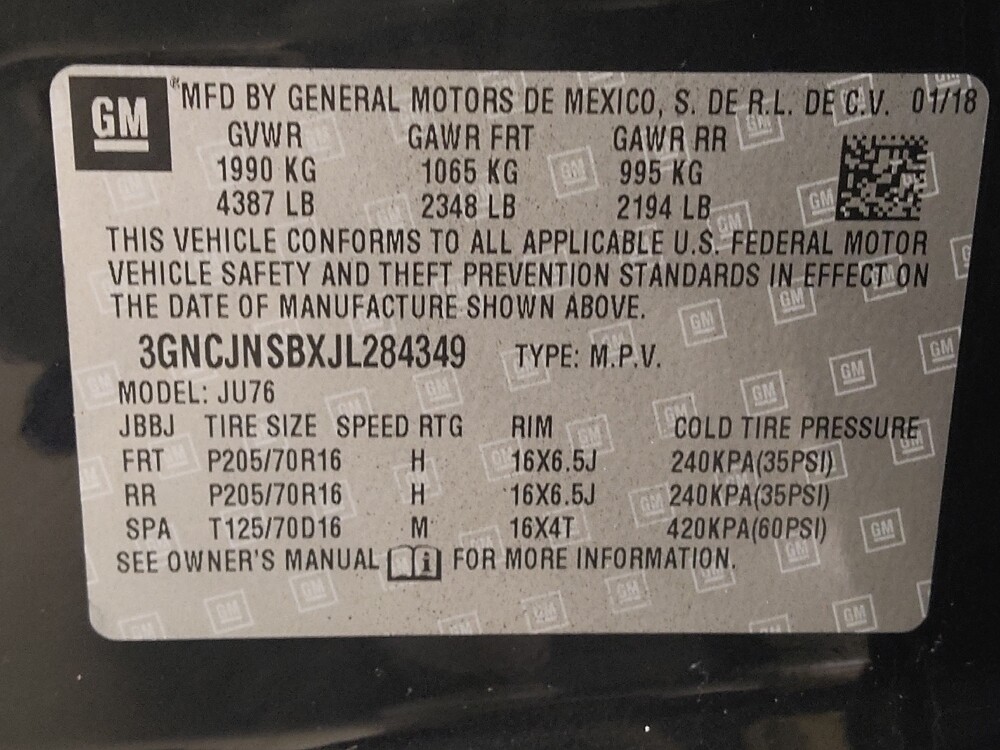 GM
MFD BY GENERAL MOTORS DE MEXICO, S. DE R.L. DE C.V. 01/18
GVWR GAWR FRT GAWR RR
1990 KG 1065 KG 995 KG
4387 LB 2348 LB 2194 LB
THIS VEHICLE CONFORMS TO ALL APPLICABLE U.S. FEDERAL MOTOR
VEHICLE SAFETY AND THEFT PREVENTION STANDARDS IN EFFECT ON
THE DATE OF MANUFACTURE SHOWN ABOVE.
3GNCJNSBXJL284349 TYPE: M.P.V.
MODEL: JU76
JBBJ TIRE SIZE SPEED RTG RIM COLD TIRE PRESSURE
FRT P205/70R16 H 16X6.5J 240KPA(35PSI)
RR P205/70R16 H 16X6.5J 240KPA(35PSI)
SPA T125/70D16 M 16X4T 420KPA(60PSI)
SEE OWNER'S MANUAL i FOR MORE INFORMATION.